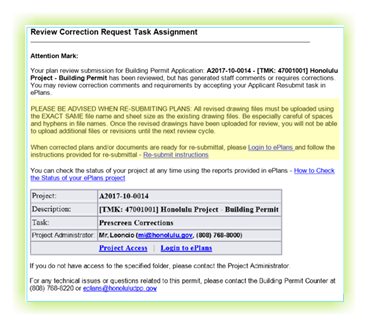 Review Correction Request Task Assignment
Attention Mark:
Your plan review submission for Building Permit Application: A2017-10-0014 - [TMK: 47001001] Honolulu
Project - Building Permit has been reviewed, but has generated staff comments or requires corrections.
You may review correction comments and requirements by accepting your Applicant Resubmit task in
ePlans.
PLEASE BE ADVISED WHEN RE-SUBMITING PLANS: All revised drawing files must be uploaded using
the EXACT SAME file name and sheet size as the existing drawing files. Be especially careful of spaces
and hyphens in file names. Once the revised drawings have been uploaded for review, you will not be able
to upload additional files or revisions until the next review cycle.
When corrected plans and/or documents are ready for re-submittal, please Login to ePlans and follow the
instructions provided for re-submittal - Re-submit instructions
You can check the status of your project at any time using the reports provided in ePlans - How to Check
the Status of your ePlans project
Project: A2017-10-0014
Description: [TMK: 47001001] Honolulu Project - Building Permit
Task: Prescreen Corrections
Project Administrator: Mr. Leoncio (ml@honolulu.gov, (808) 768-8000)
Project Access | Login to ePlans
If you do not have access to the specified folder, please contact the Project Administrator.
For any technical issues or questions related to this permit, please contact the Building Permit Counter at
(808) 768-8220 or